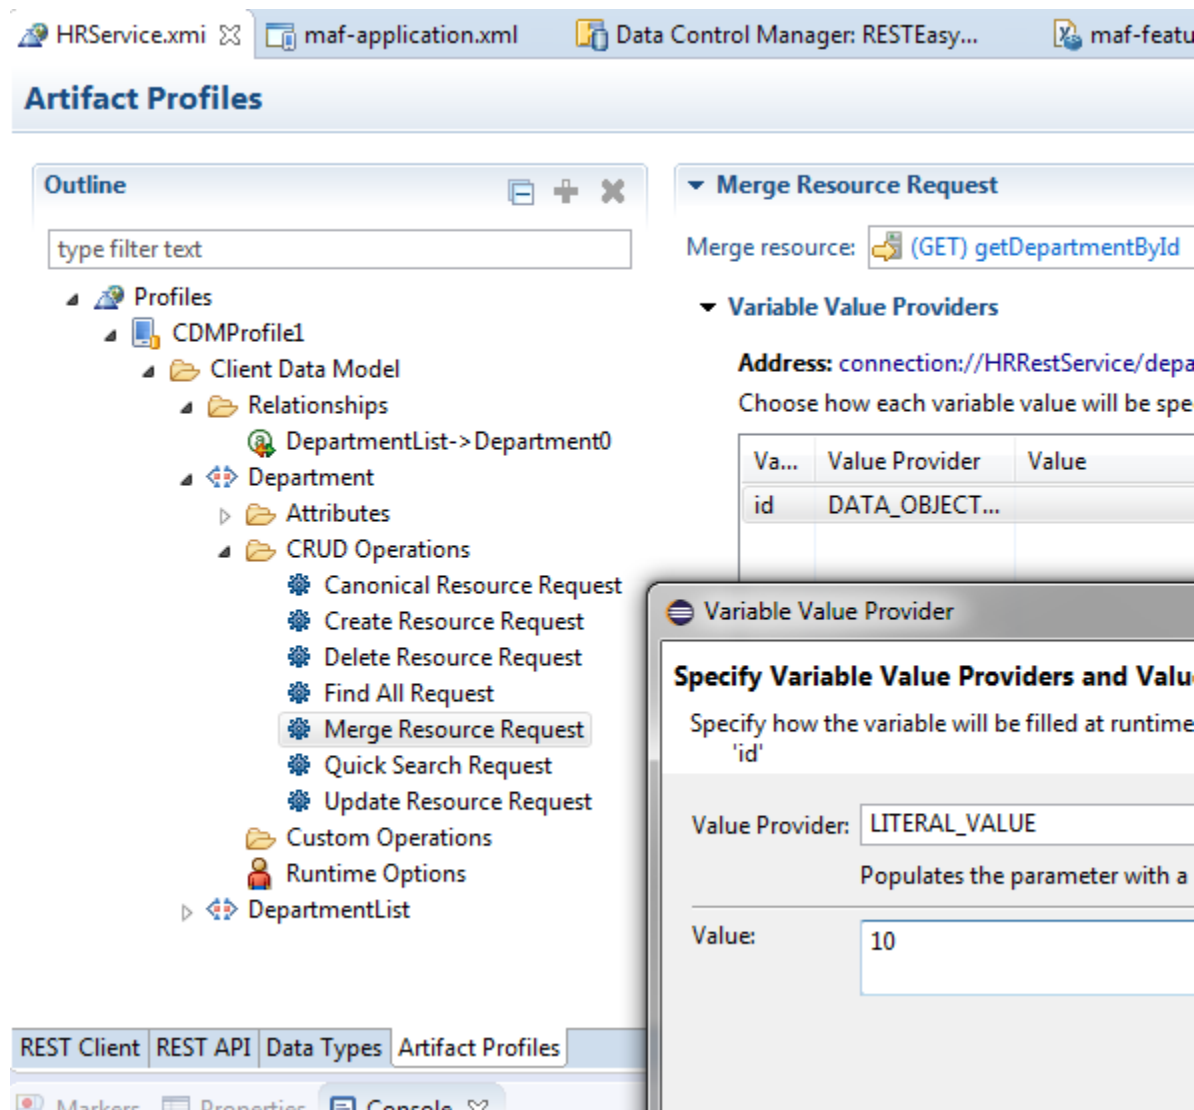 HRService.xmi maf-application.xml Data Control Manager: RESTEasy... maf-featu
Artifact Profiles
Outline
type filter text
Profiles
CDMProfile1
Client Data Model
Relationships
DepartmentList->Department0
Department
Attributes
CRUD Operations
Canonical Resource Request
Create Resource Request
Delete Resource Request
Find All Request
Merge Resource Request
Quick Search Request
Update Resource Request
Custom Operations
Runtime Options
DepartmentList
Merge Resource Request
Merge resource: (GET) getDepartmentById
Variable Value Providers
Address: connection://HRRestService/depa
Choose how each variable value will be spe
Va... Value Provider Value
id DATA_OBJECT...
Variable Value Provider
Specify Variable Value Providers and Valu
Specify how the variable will be filled at runtime
'id'
Value Provider: LITERAL_VALUE
Populates the parameter with a
Value: 10
REST Client REST API Data Types Artifact Profiles
Markers Properties Console